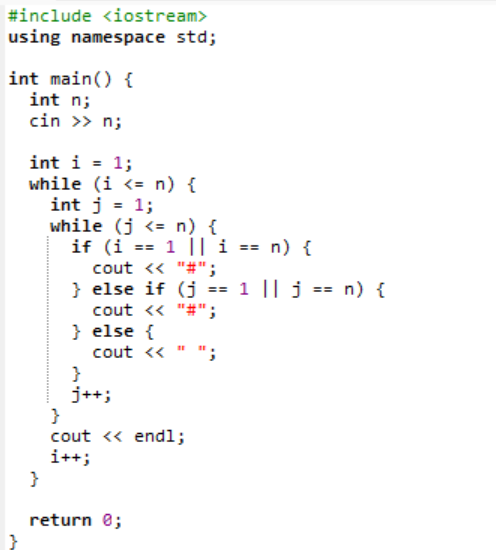 #include <iostream>
using namespace std;

int main() {
  int n;
  cin >> n;

  int i = 1;
  while (i <= n) {
    int j = 1;
    while (j <= n) {
      if (i == 1 || i == n) {
        cout << "#";
      } else if (j == 1 || j == n) {
        cout << "#";
      } else {
        cout << " ";
      }
      j++;
    }
    cout << endl;
    i++;
  }

  return 0;
}